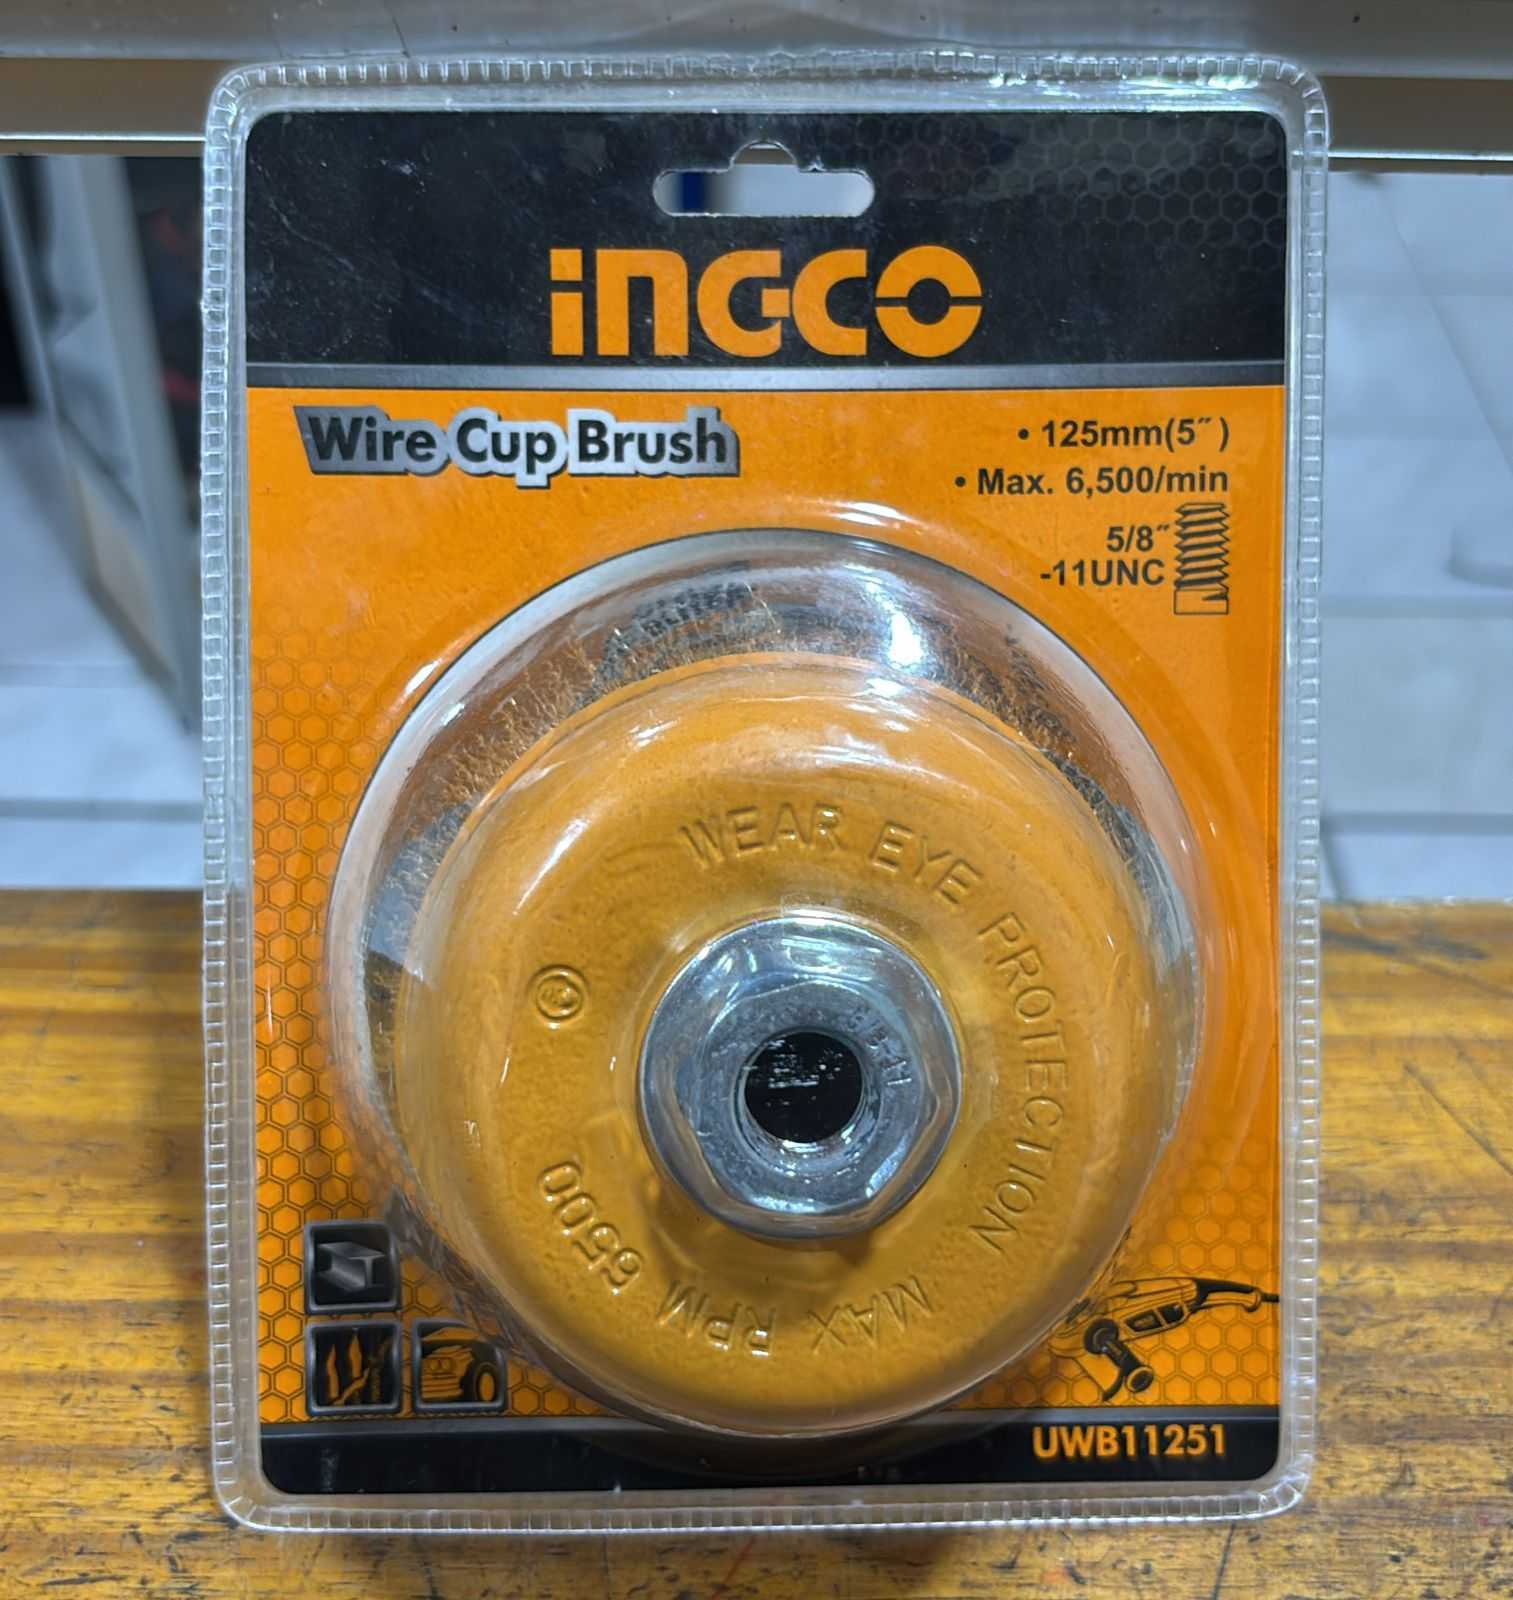 INGCO
Wire Cup Brush
• 125mm(5″)
• Max. 6,500/min
5/8″
-11UNC
WEAR EYE PROTECTION
MAX RPM 6500
UWB11251